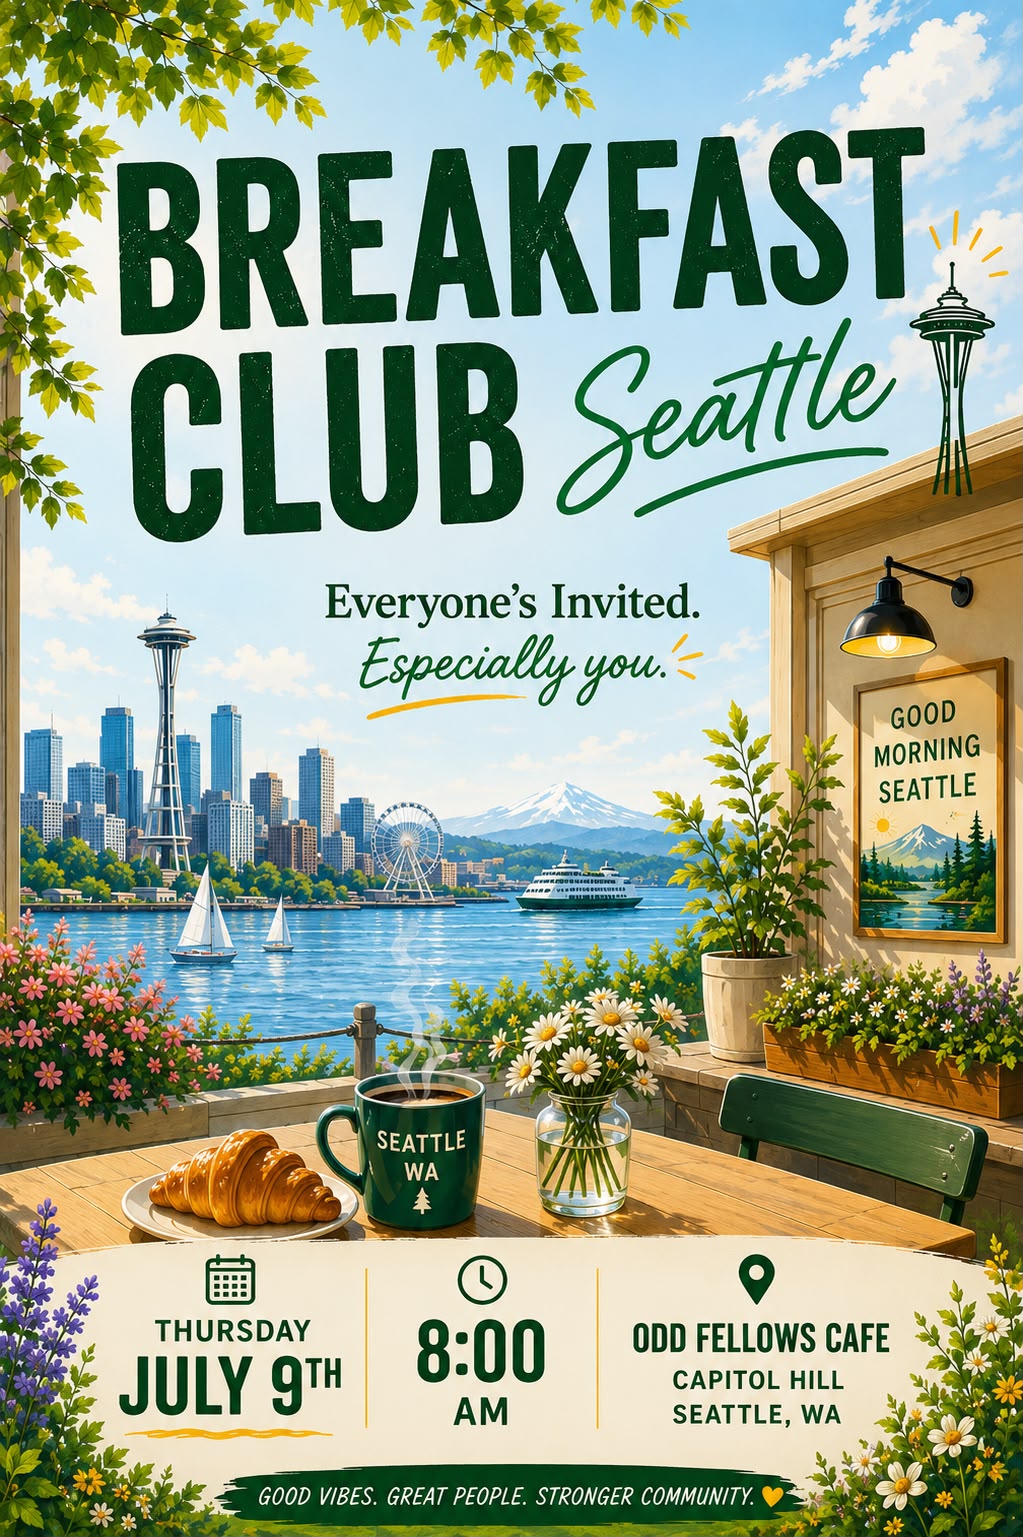 BREAKFAST
CLUB Seattle
Everyone's Invited.
Especially you.
GOOD
MORNING
SEATTLE
SEATTLE
WA
THURSDAY
JULY 9TH
8:00
AM
ODD FELLOWS CAFE
CAPITOL HILL
SEATTLE, WA
GOOD VIBES. GREAT PEOPLE. STRONGER COMMUNITY.